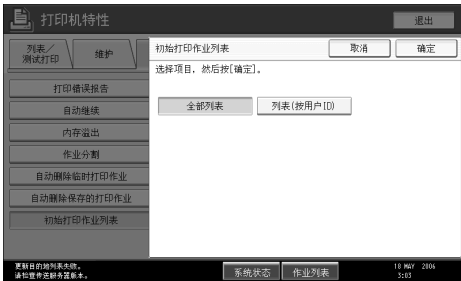 打印机特性
退出
列表/
测试打印
维护
初始打印作业列表
取消
确定
选择项目，然后按[确定]。
打印错误报告
自动继续
内存溢出
作业分割
自动删除临时打印作业
自动删除保存的打印作业
初始打印作业列表
全部列表
列表(按用户ID)
更新目的地列表失败。
请检查传送服务器版本。
系统状态
作业列表
18 MAY 2006
3:03